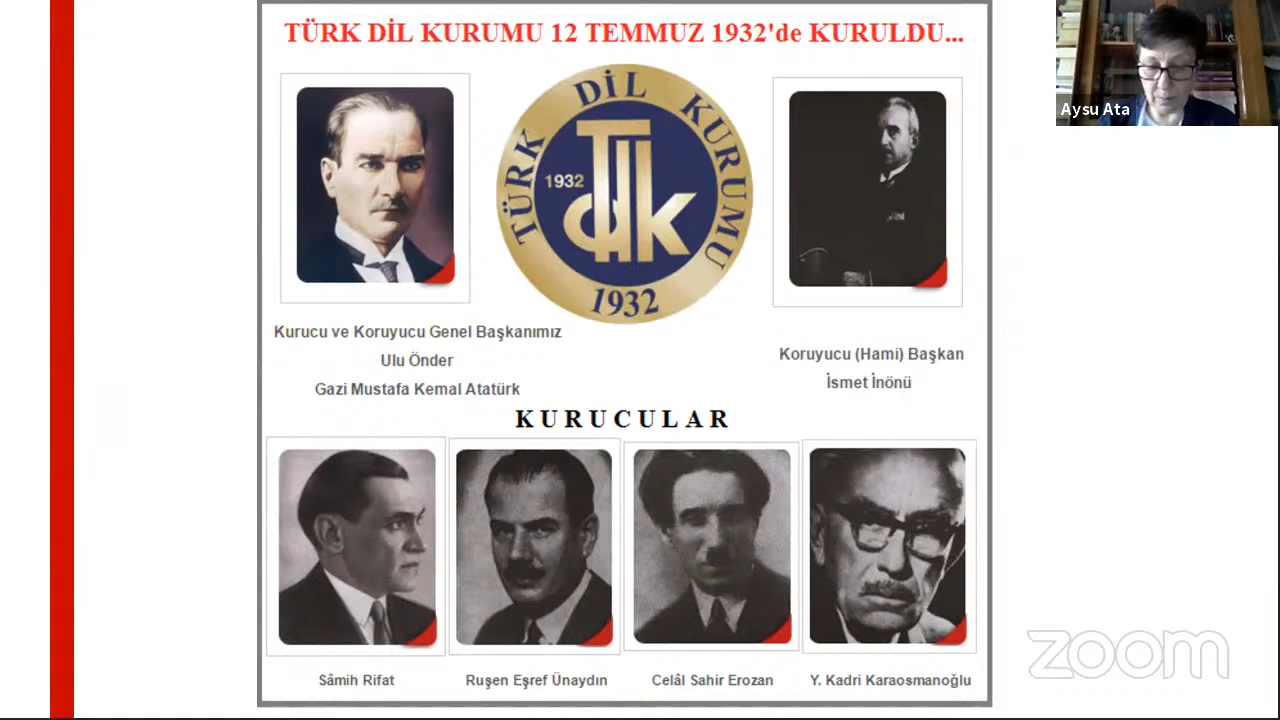 TÜRK DİL KURUMU 12 TEMMUZ 1932'de KURULDU...
TÜRK DİL KURUMU
1932
tdk
1932
Aysu Ata
Kurucu ve Koruyucu Genel Başkanımız
Ulu Önder
Gazi Mustafa Kemal Atatürk
Koruyucu (Hami) Başkan
İsmet İnönü
KURUCULAR
Sâmih Rifat
Ruşen Eşref Ünaydın
Celâl Sahir Erozan
Y. Kadri Karaosmanoğlu
zoom